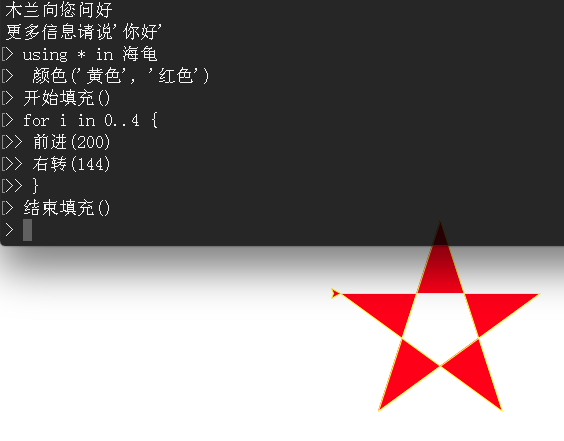 木兰向您问好
更多信息请说'你好'
> using * in 海龟
>  颜色('黄色', '红色')
> 开始填充()
> for i in 0..4 {
>> 前进(200)
>> 右转(144)
>> }
> 结束填充()
>